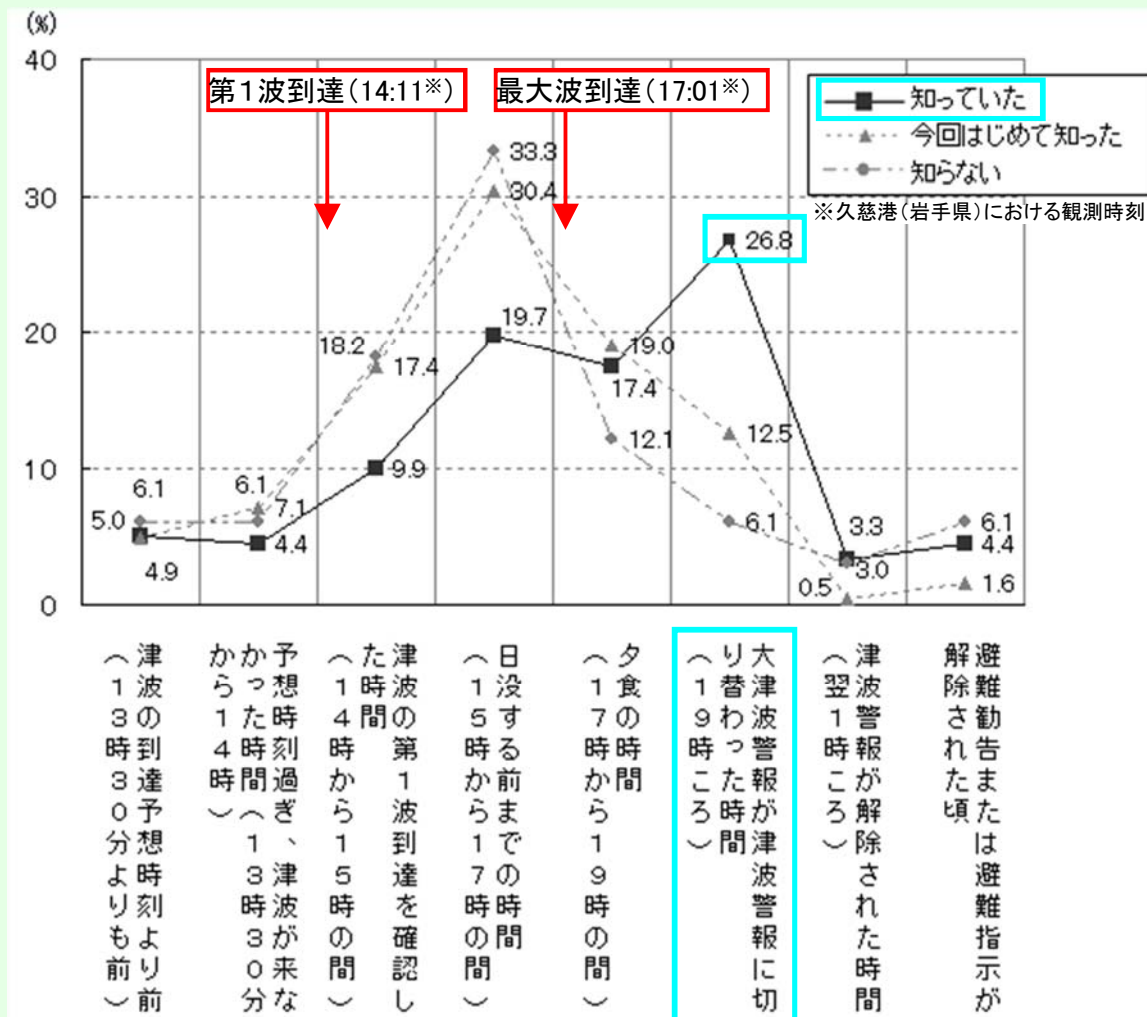 (%)
40
30
20
10
0
第1波到達(14:11※)
最大波到達(17:01※)
知っていた
今回はじめて知った
知らない
※久慈港(岩手県)における観測時刻
33.3
30.4
26.8
19.7
18.2
17.4
19.0
17.4
12.1
12.5
9.9
6.1
5.0
4.9
6.1
7.1
4.4
6.1
3.3
3.0
0.5
6.1
4.4
1.6
津波の到達予想時刻より前
(13時30分よりも前)
予想時刻過ぎ、津波が来な
かった時間(13時30分
から14時)
津波の第1波到達を確認し
た時間
(14時から15時の間)
日没する前までの時間
(15時から17時の間)
夕食の時間
(17時から19時の間)
大津波警報が津波警報に切
り替わった時間
(19時ころ)
津波警報が解除された時間
(翌1時ころ)
避難勧告または避難指示が
解除された頃